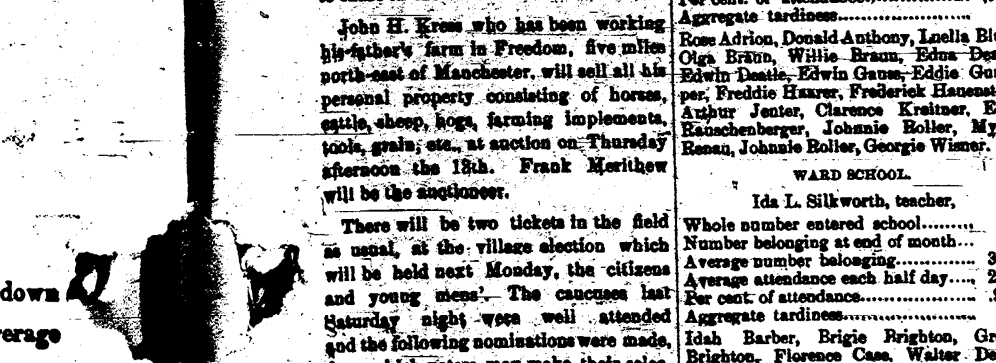 down
erage
John H. Kress who has been working
his father's farm in Freedom, five miles
north-east of Manchester, will sell all his
personal property consisting of horses,
cattle, sheep, hogs, farming implements,
tools, grain, etc., at auction on Thursday
afternoon the 13th. Frank Merithew
will be the auctioneer.
There will be two tickets in the field
as usual, at the village election which
will be held next Monday, the citizens
and young mens'. The caucuses last
Saturday night were well attended
and the following nominations were made,
Aggregate tardiness
Rose Adrion, Donald Anthony, Luella
Olga Braun, Willie Braun, Edna
Edwin Destle, Edwin Ganse, Eddie
per, Freddie Haarer, Frederick
Arthur Jenter, Clarence Kreitner,
Rauschenberger, Johnnie Roller,
Renau, Johnnie Roller, Georgie Wisner.
WARD SCHOOL.
Ida L. Silkworth, teacher,
Whole number entered school
Number belonging at end of month
Average number belonging
Average attendance each half day
Per cent. of attendance
Aggregate tardiness
Idah Barber, Brigie Brighton,
Brighton, Florence Case, Walter